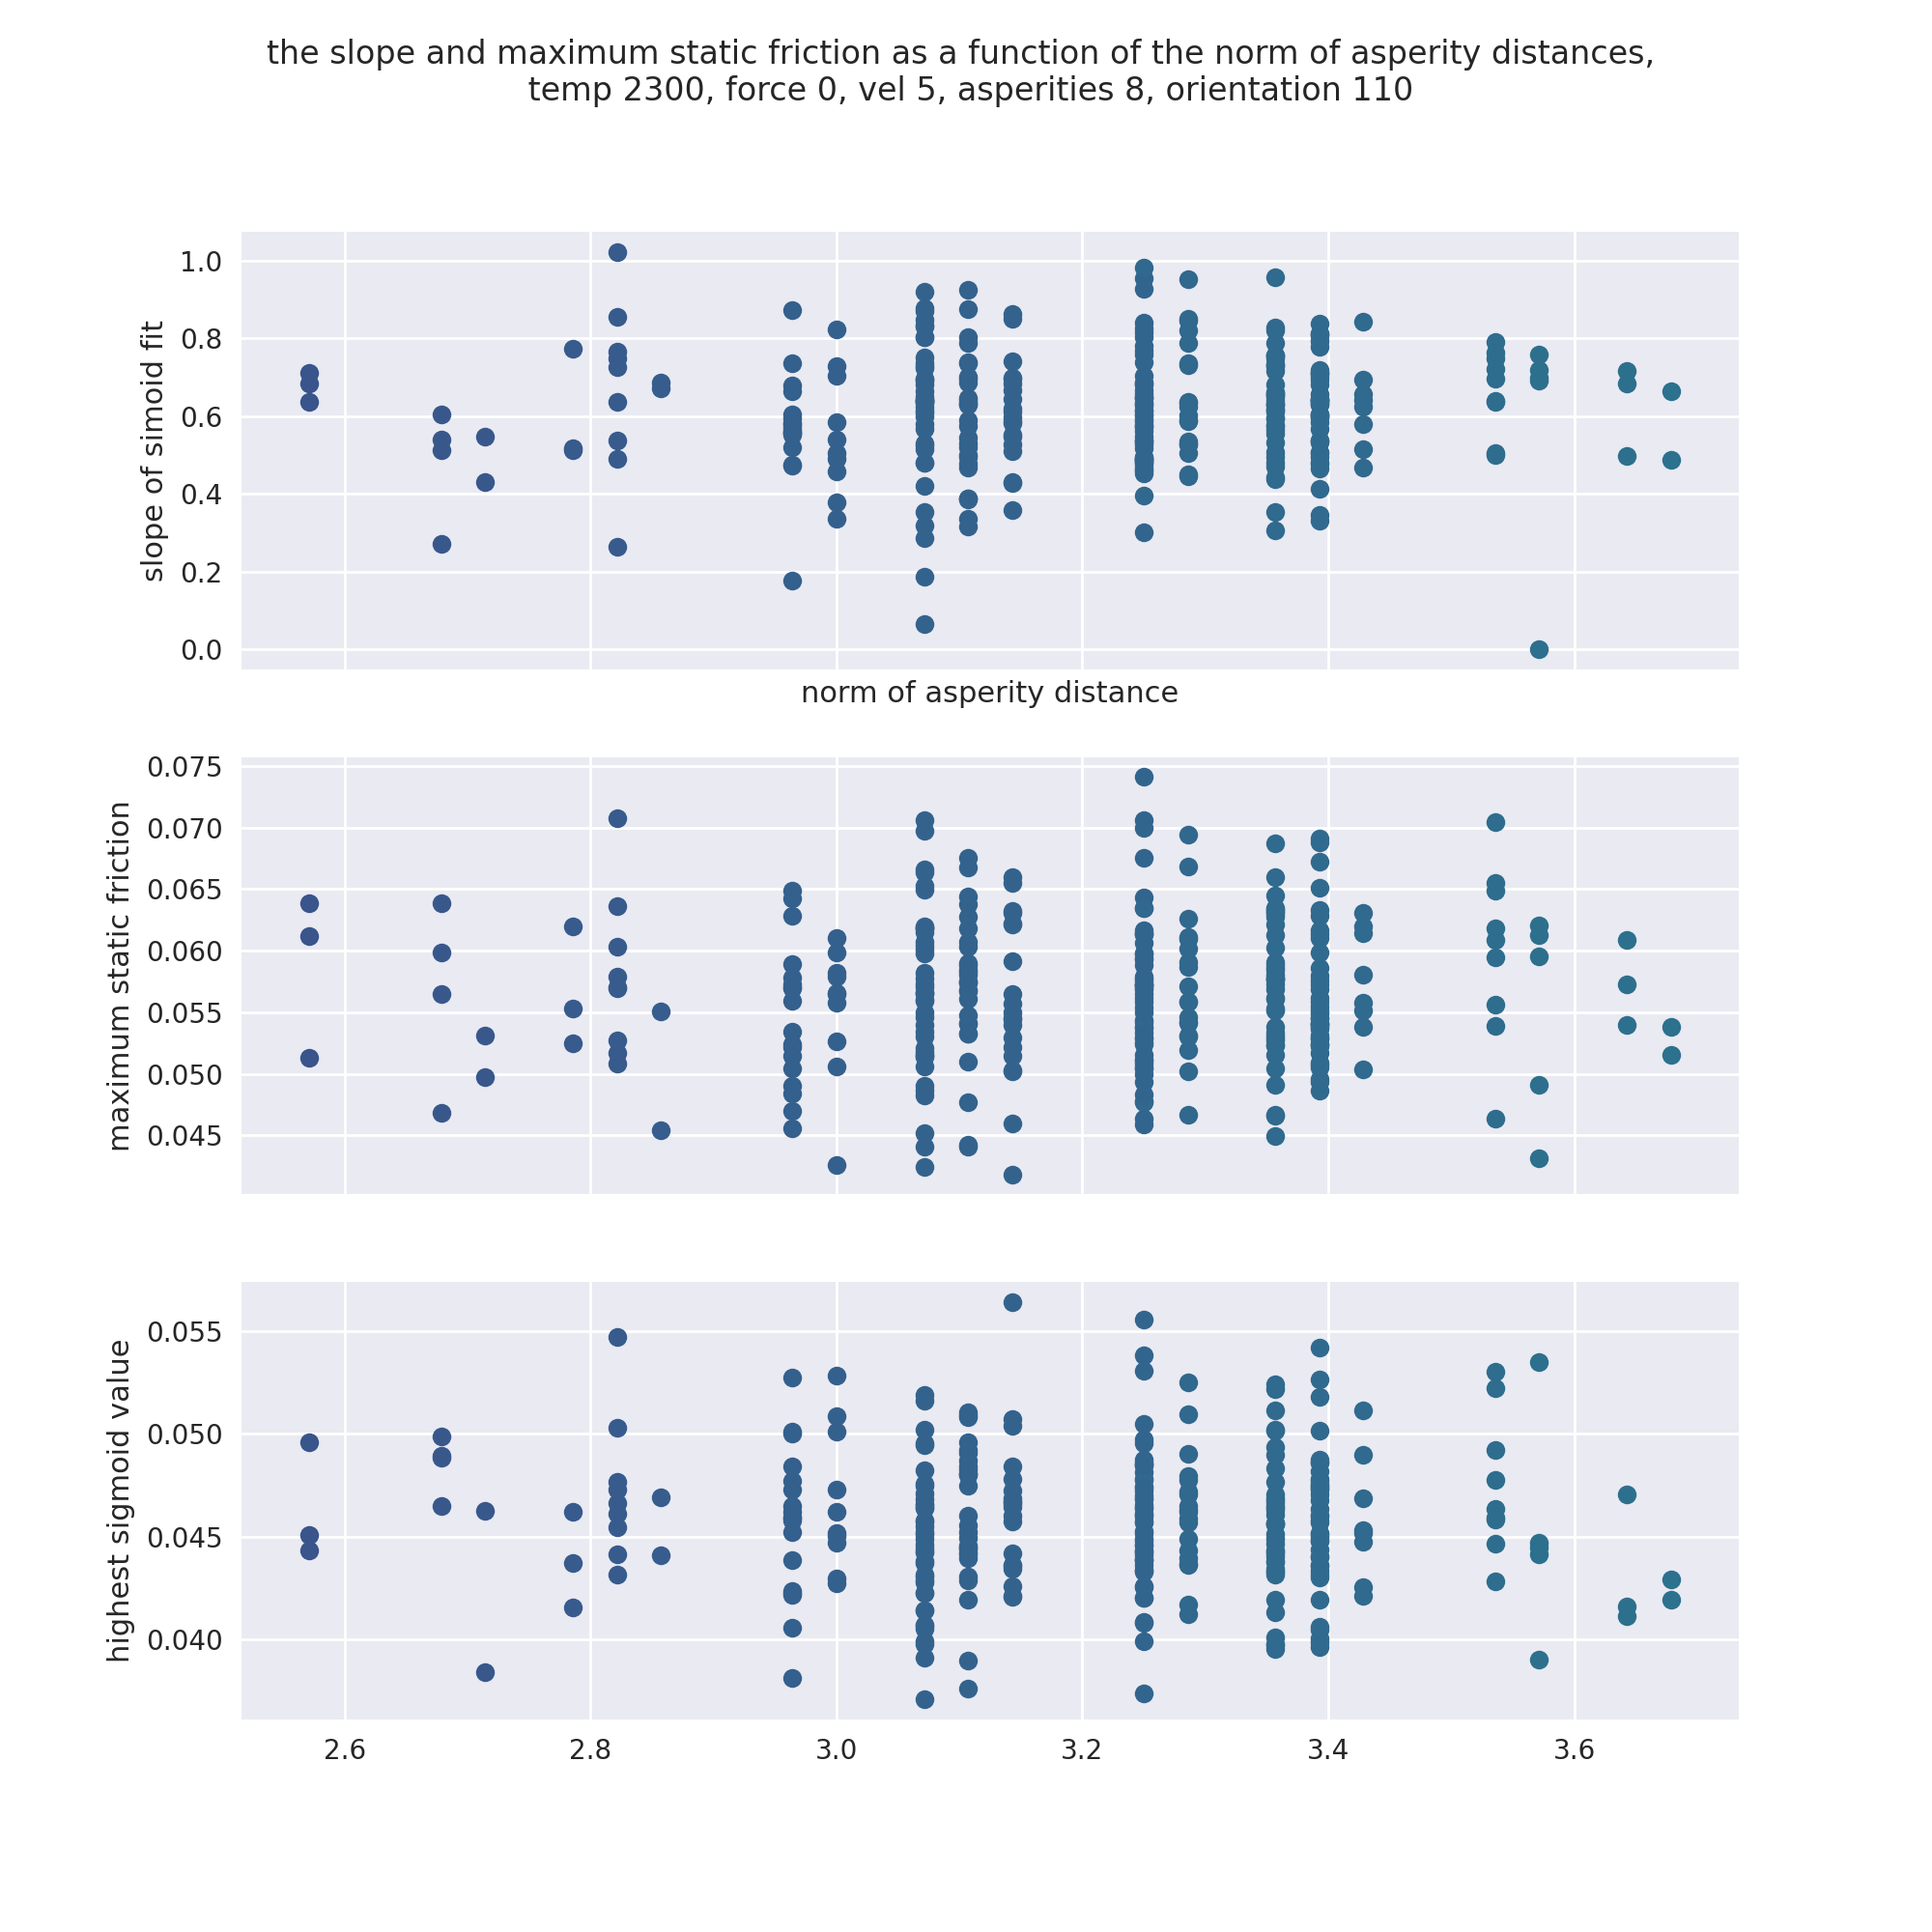 the slope and maximum static friction as a function of the norm of asperity distances,
temp 2300, force 0, vel 5, asperities 8, orientation 110
slope of simoid fit
1.0
0.8
0.6
0.4
0.2
0.0
norm of asperity distance
maximum static friction
0.075
0.070
0.065
0.060
0.055
0.050
0.045
highest sigmoid value
0.055
0.050
0.045
0.040
2.6 2.8 3.0 3.2 3.4 3.6